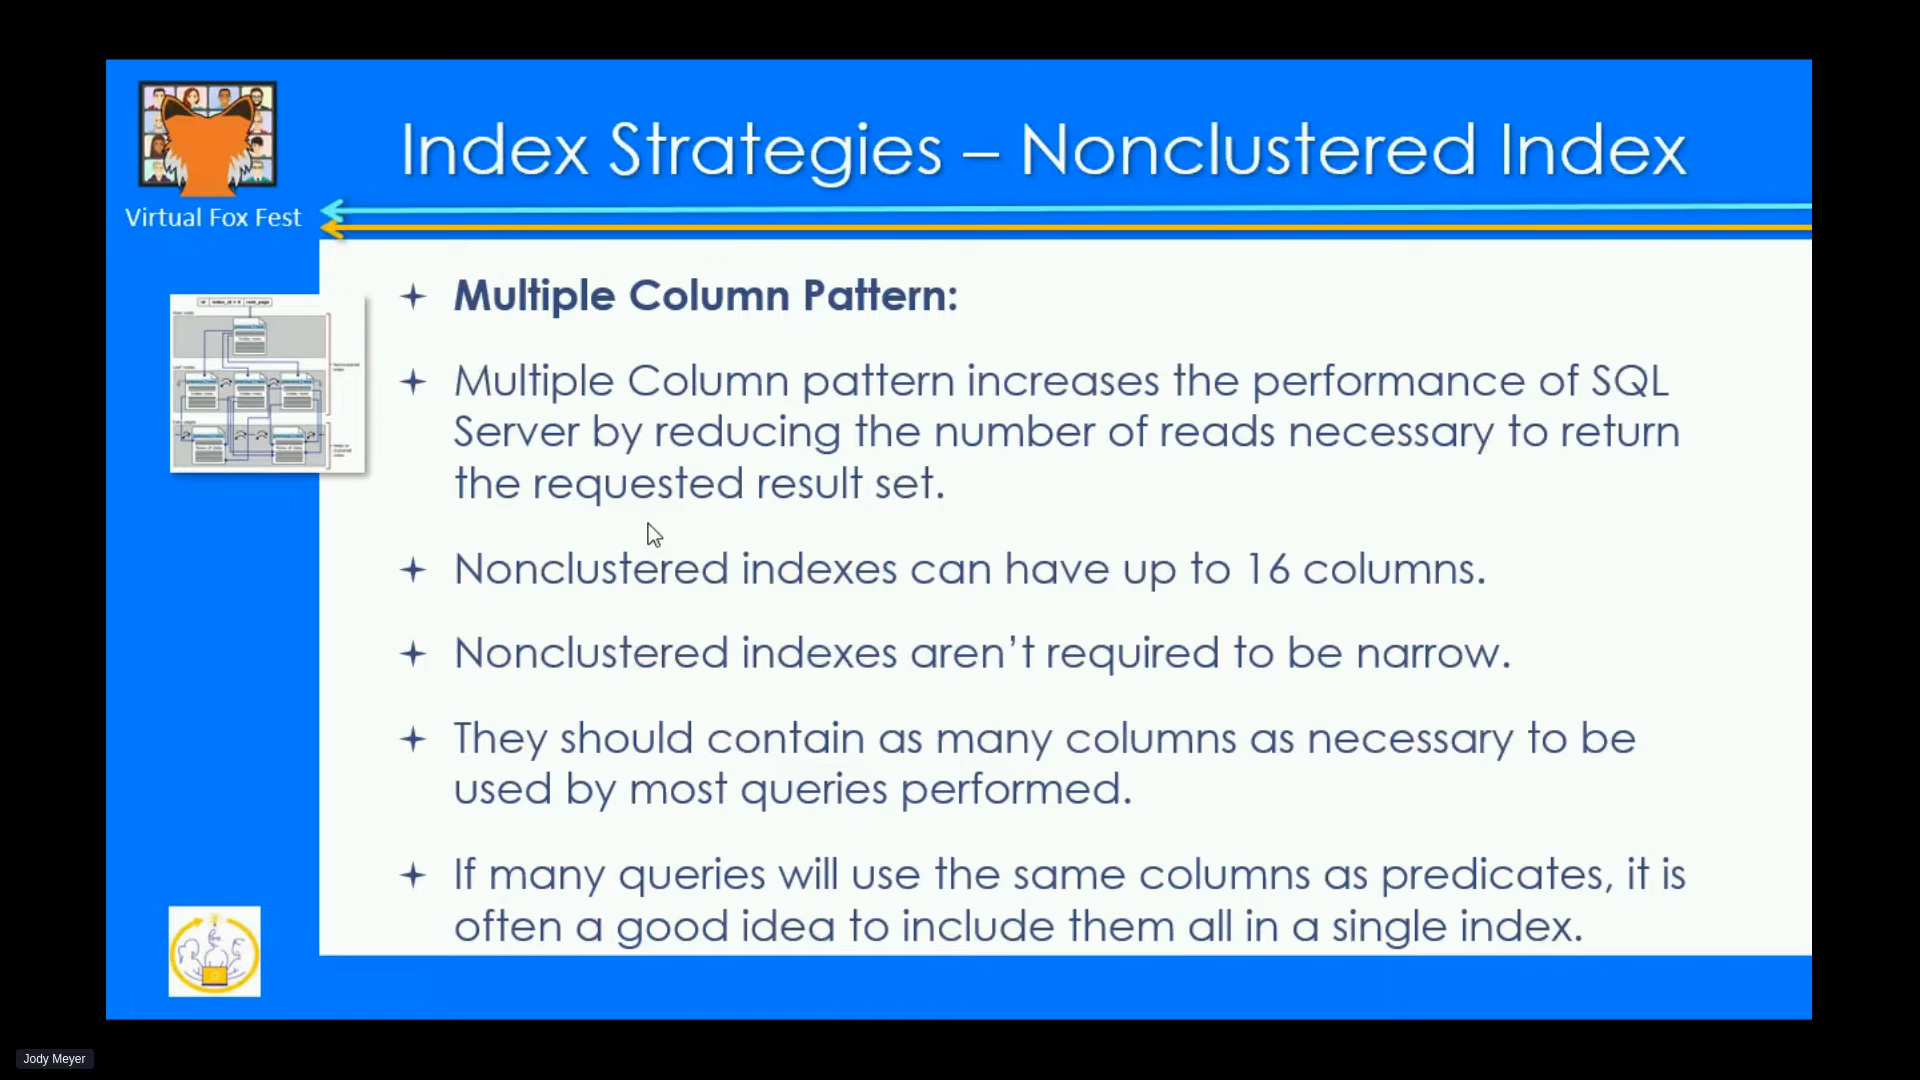 Index Strategies – Nonclustered Index
Virtual Fox Fest
Multiple Column Pattern:
Multiple Column pattern increases the performance of SQL
Server by reducing the number of reads necessary to return
the requested result set.
Nonclustered indexes can have up to 16 columns.
Nonclustered indexes aren’t required to be narrow.
They should contain as many columns as necessary to be
used by most queries performed.
If many queries will use the same columns as predicates, it is
often a good idea to include them all in a single index.
Jody Meyer